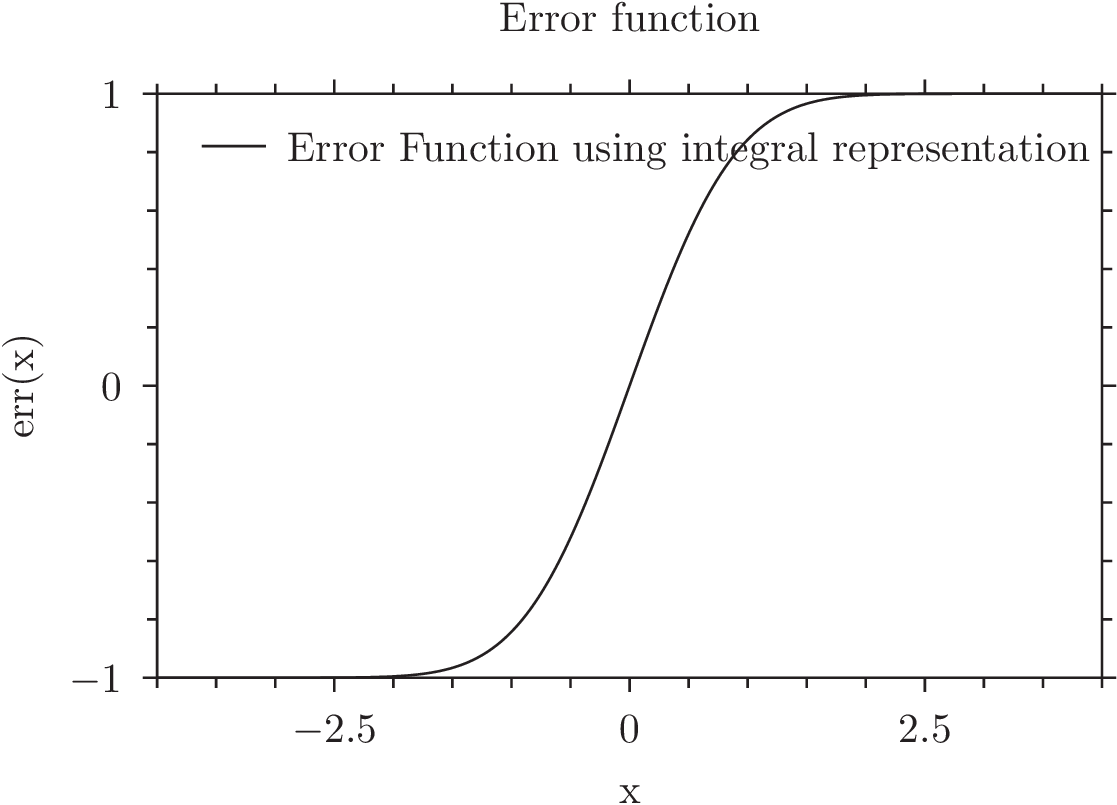 Error function
1
Error Function using integral representation
err(x)
0
−1
−2.5
0
2.5
x